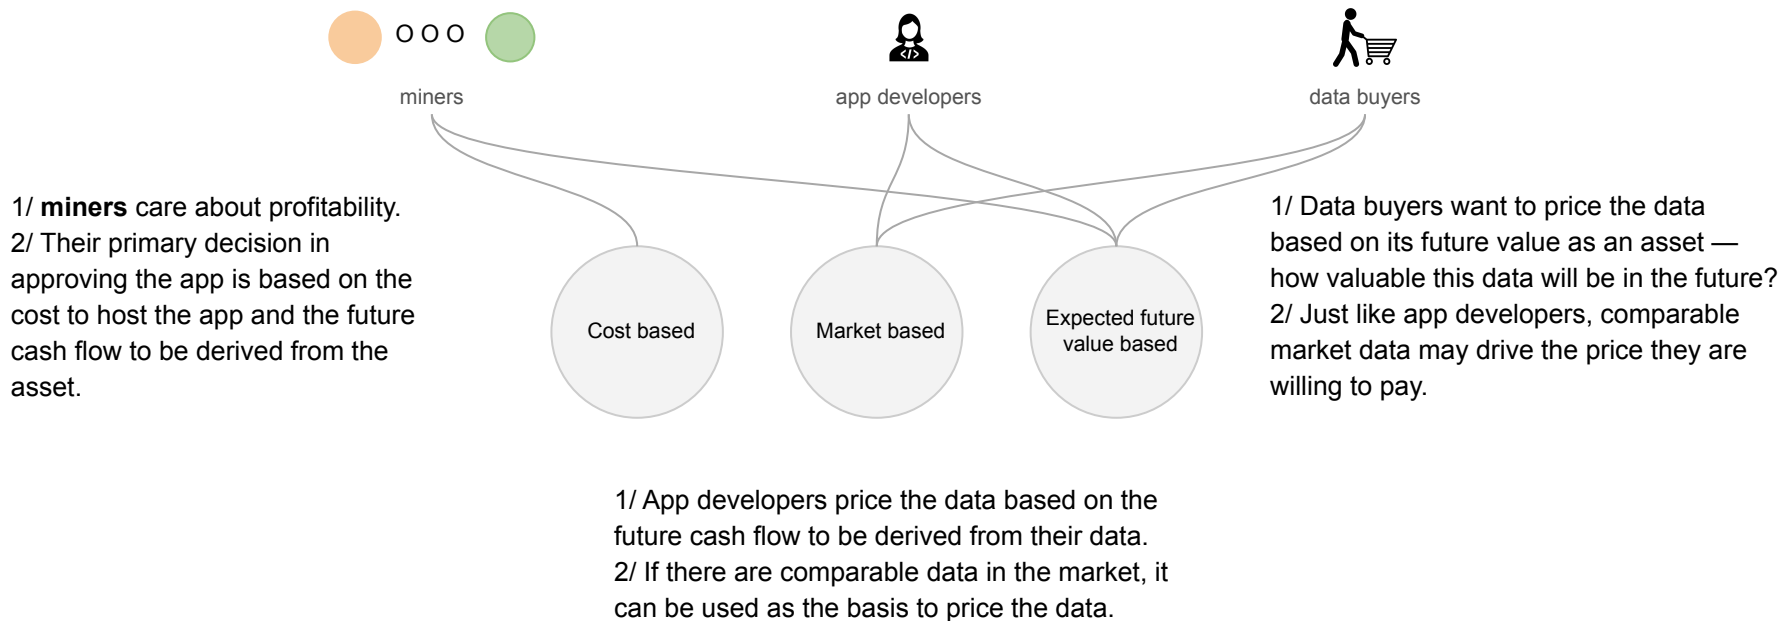 O O O
</>
miners
app developers
data buyers
1/ miners care about profitability.
2/ Their primary decision in
approving the app is based on the
cost to host the app and the future
cash flow to be derived from the
asset.
Cost based
Market based
Expected future
value based
1/ Data buyers want to price the data
based on its future value as an asset —
how valuable this data will be in the future?
2/ Just like app developers, comparable
market data may drive the price they are
willing to pay.
1/ App developers price the data based on the
future cash flow to be derived from their data.
2/ If there are comparable data in the market, it
can be used as the basis to price the data.